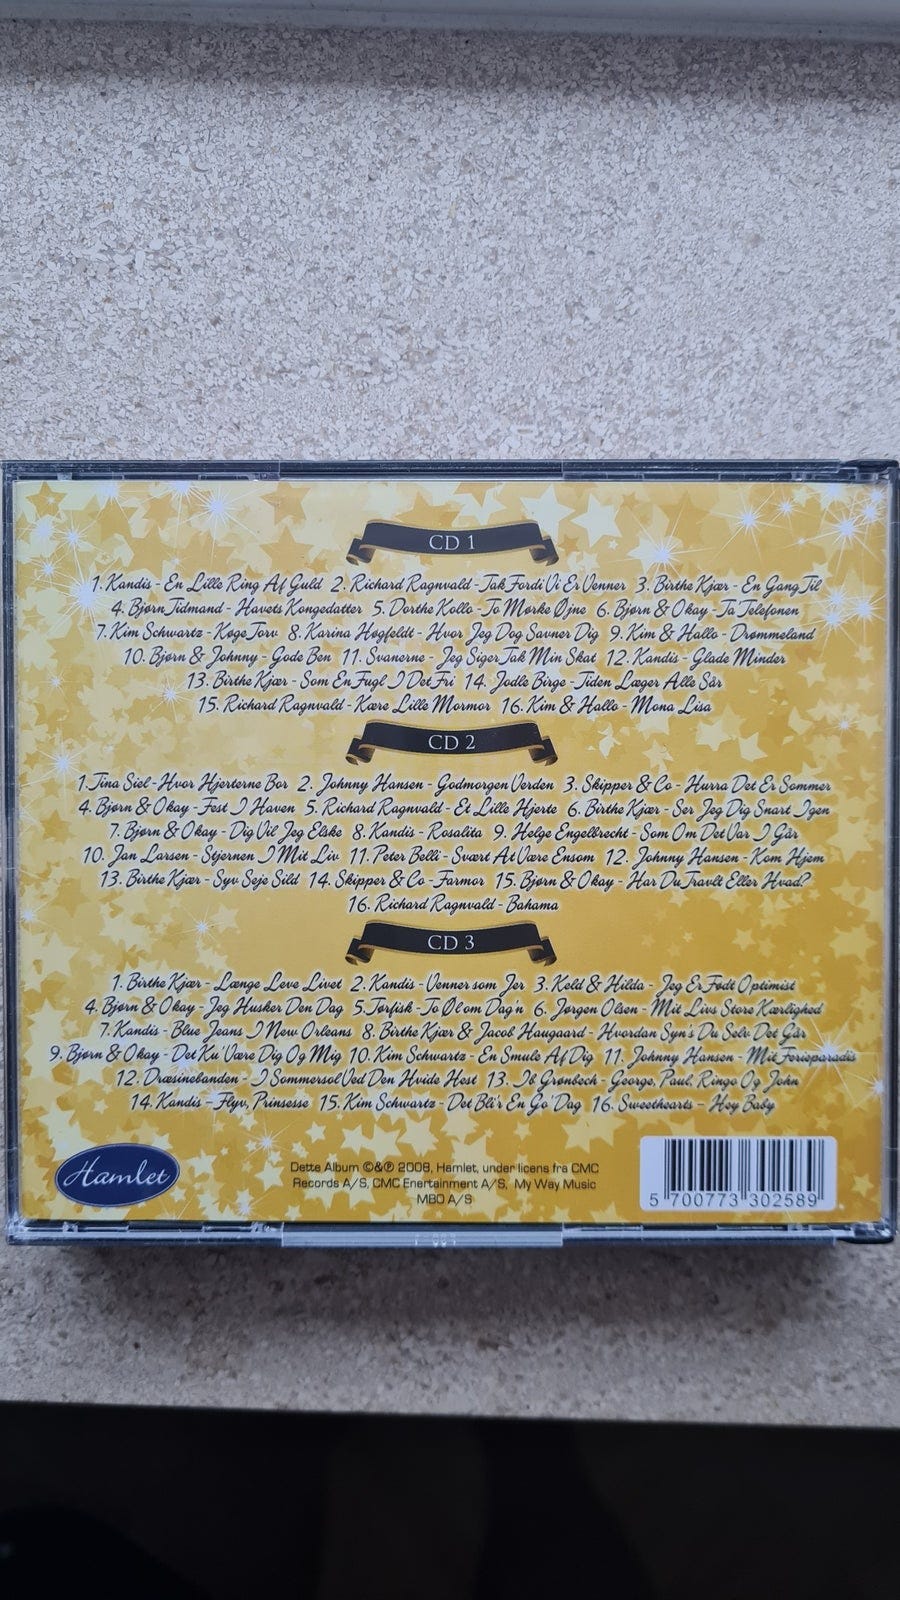 CD 1
1. Kandis - En Lille Ring Af Guld 2. Richard Ragnvald - Tak Fordi Vi Er Venner 3. Birthe Kjær - En Gang Til
4. Bjørn Tidmand - Havets Kongedatter 5. Dorthe Kollo - To Mørke Øjne 6. Bjørn & Okay - Ta' Telefonen
7. Kim Schwartz - Køge Torv 8. Karina Høgfeldt - Hvor Jeg Dog Savner Dig 9. Kim & Hallo - Drømmeland
10. Bjørn & Johnny - Gode Ben 11. Svanerne - Jeg Siger Tak Min Skat 12. Kandis - Glade Minder
13. Birthe Kjær - Som En Fugl I Det Fri 14. Jodle Birge - Tiden Læger Alle Sår
15. Richard Ragnvald - Kære Lille Mormor 16. Kim & Hallo - Mona Lisa
CD 2
1. Tina Siel - Hvor Hjerterne Bor 2. Johnny Hansen - Godmorgen Verden 3. Skipper & Co - Hurra Det Er Sommer
4. Bjørn & Okay - Fest I Haven 5. Richard Ragnvald - Et Lille Hjerte 6. Birthe Kjær - Ser Jeg Dig Snart Igen
7. Bjørn & Okay - Dig Vil Jeg Elske 8. Kandis - Rosalita 9. Helge Engelbrecht - Som Om Det Var I Går
10. Jan Larsen - Stjernen I Mit Liv 11. Peter Belli - Svært At Være Ensom 12. Johnny Hansen - Kom Hjem
13. Birthe Kjær - Syv Seje Sild 14. Skipper & Co - Farmor 15. Bjørn & Okay - Har Du Travlt Eller Hvad?
16. Richard Ragnvald - Bahama
CD 3
1. Birthe Kjær - Længe Leve Livet 2. Kandis - Venner som Jer 3. Keld & Hilda - Jeg Er Født Optimist
4. Bjørn & Okay - Jeg Husker Den Dag 5. Torfisk - To Øl om Dag'n 6. Jørgen Olsen - Mit Livs Store Kærlighed
7. Kandis - Blue Jeans I New Orleans 8. Birthe Kjær & Jacob Haugaard - Hvordan Syn's Du Selv Det Går
9. Bjørn & Okay - Det Ku' Være Dig Og Mig 10. Kim Schwartz - En Smule Af Dig 11. Johnny Hansen - Mit Ferieparadis
12. Dræsinebanden - I Sommersol Ved Den Hvide Hest 13. Ib Grønbech - George, Paul, Ringo Og John
14. Kandis - Flyv, Prinsesse 15. Kim Schwartz - Det Bli'r En Go' Dag 16. Sweethearts - Hey Baby
Hamlet
Dette Album ©&℗ 2008, Hamlet, under licens fra CMC
Records A/S, CMC Enertainment A/S, My Way Music
MBO A/S
5 700773 302589